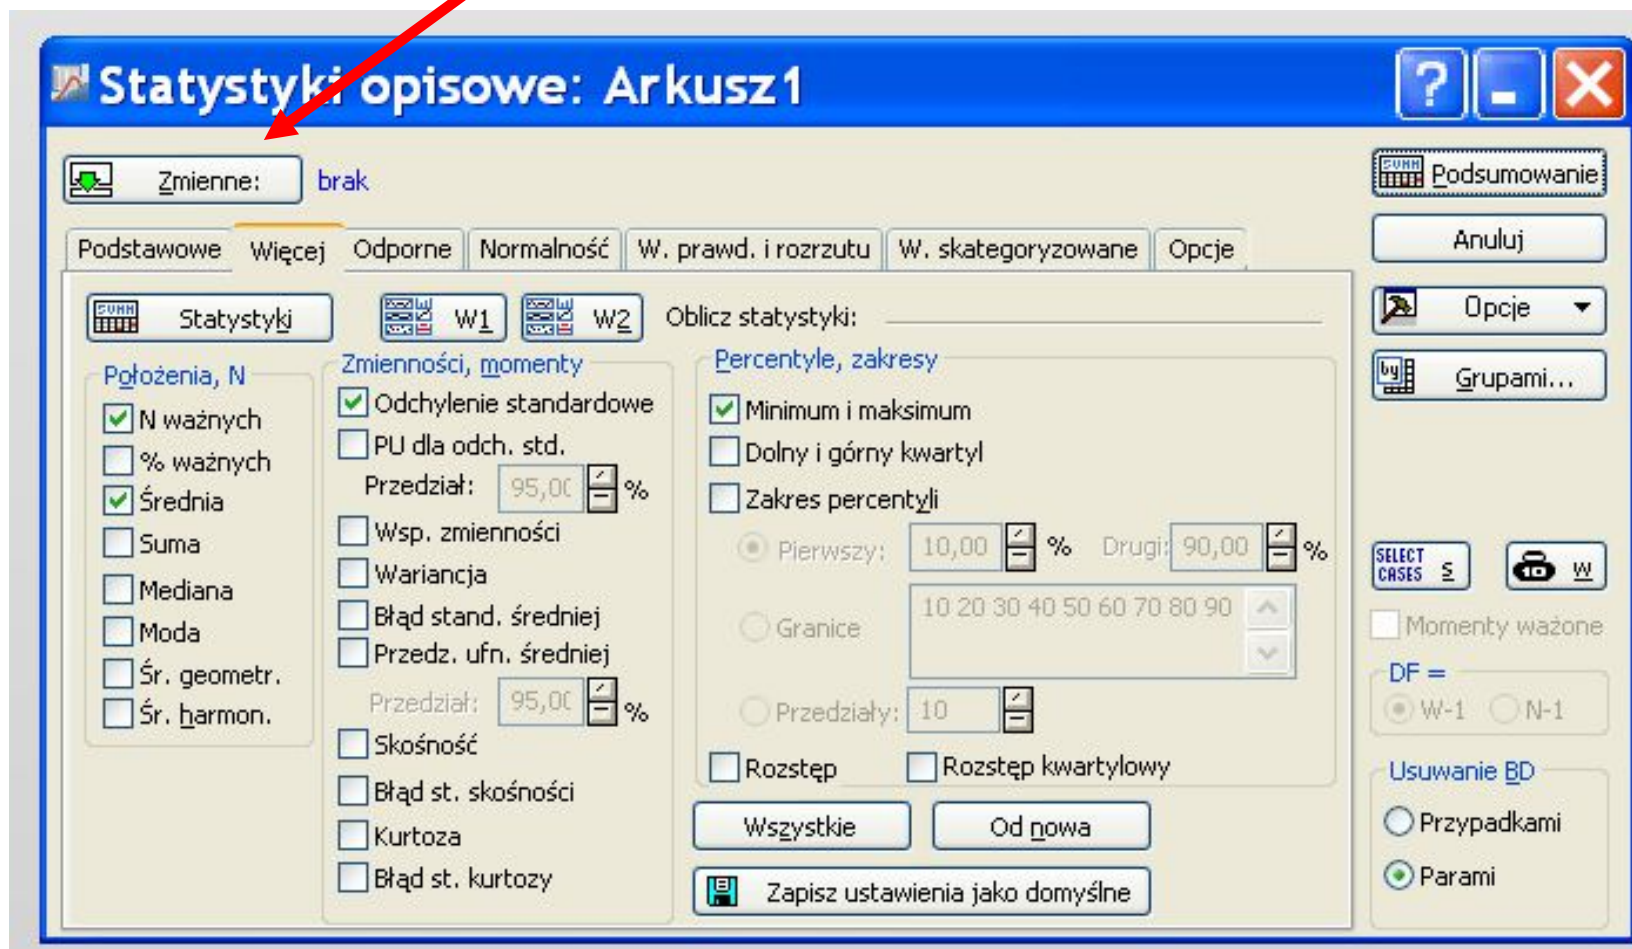 Statystyki opisowe: Arkusz1
Zmienne: brak
Podsumowanie
Anuluj
Opcje
by Grupami...
Podstawowe Więcej Odporne Normalność W. prawd. i rozrzutu W. skategoryzowane Opcje
SUMM Statystyki W1 W2 Oblicz statystyki:
Położenia, N
N ważnych
% ważnych
Średnia
Suma
Mediana
Moda
Śr. geometr.
Śr. harmon.
Zmienności, momenty
Odchylenie standardowe
PU dla odch. std.
Przedział: 95,00 %
Wsp. zmienności
Wariancja
Błąd stand. średniej
Przedz. ufn. średniej
Przedział: 95,00 %
Skośność
Błąd st. skośności
Kurtoza
Błąd st. kurtozy
Percentyle, zakresy
Minimum i maksimum
Dolny i górny kwartyl
Zakres percentyli
Pierwszy: 10,00 % Drugi: 90,00 %
Granice 10 20 30 40 50 60 70 80 90
Przedziały: 10
Rozstęp Rozstęp kwartylowy
Wszystkie Od nowa
Zapisz ustawienia jako domyślne
SELECT
CASES S W
Momenty ważone
DF =
W-1 N-1
Usuwanie BD
Przypadkami
Parami